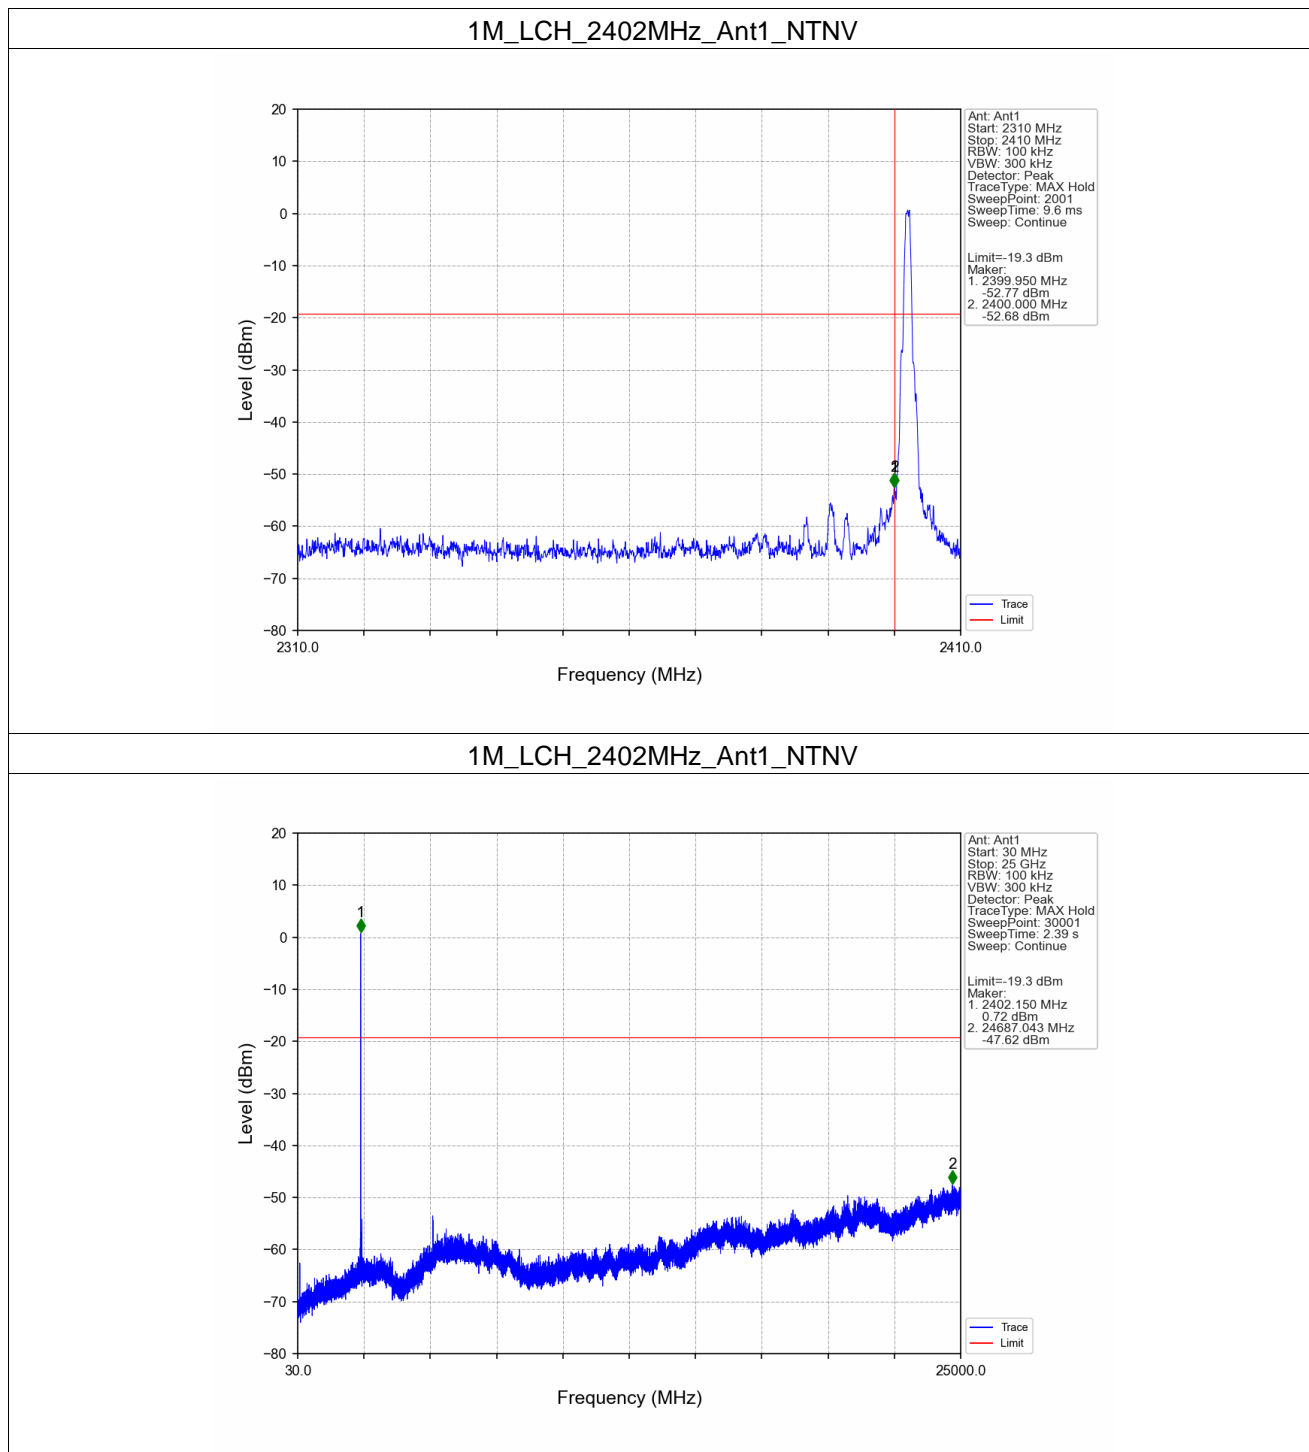 1M_LCH_2402MHz_Ant1_NTNV
20
10
0
−10
−20
−30
−40
−50
−60
−70
−80
Level (dBm)
2310.0
2410.0
Frequency (MHz)
1
2
Ant: Ant1
Start: 2310 MHz
Stop: 2410 MHz
RBW: 100 kHz
VBW: 300 kHz
Detector: Peak
TraceType: MAX Hold
SweepPoint: 2001
SweepTime: 9.6 ms
Sweep: Continue
Limit=-19.3 dBm
Maker:
1. 2399.950 MHz
-52.77 dBm
2. 2400.000 MHz
-52.68 dBm
Trace
Limit
1M_LCH_2402MHz_Ant1_NTNV
20
10
0
−10
−20
−30
−40
−50
−60
−70
−80
Level (dBm)
30.0
25000.0
Frequency (MHz)
1
2
Ant: Ant1
Start: 30 MHz
Stop: 25 GHz
RBW: 100 kHz
VBW: 300 kHz
Detector: Peak
TraceType: MAX Hold
SweepPoint: 30001
SweepTime: 2.39 s
Sweep: Continue
Limit=-19.3 dBm
Maker:
1. 2402.150 MHz
0.72 dBm
2. 24687.043 MHz
-47.62 dBm
Trace
Limit